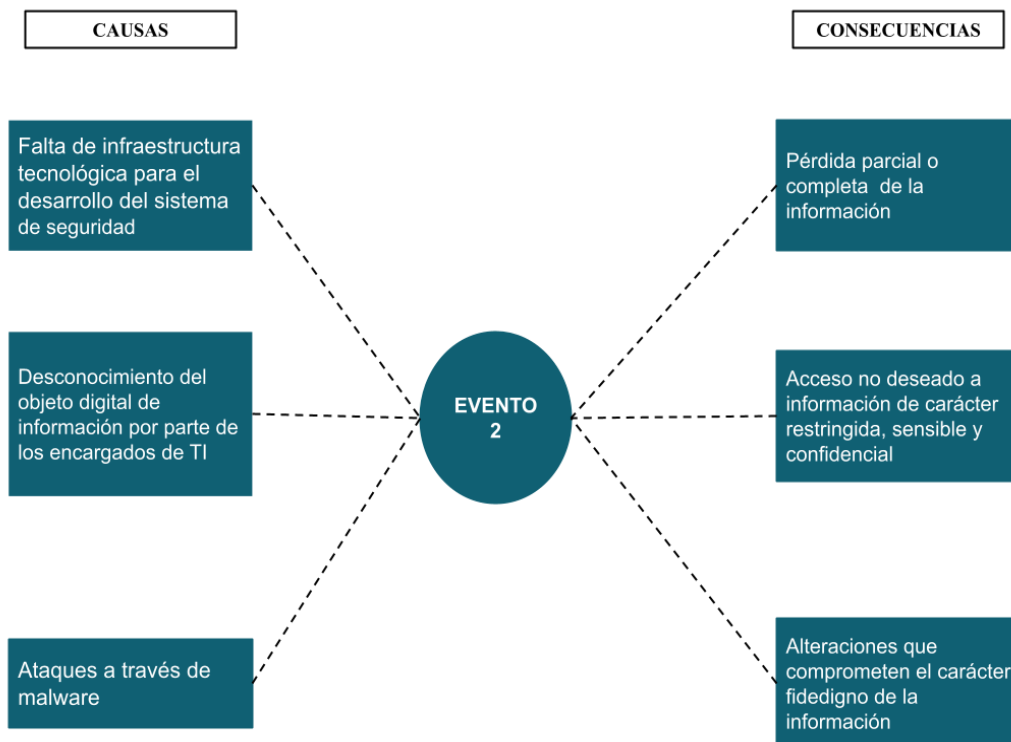 CAUSAS
Falta de infraestructura
tecnológica para el
desarrollo del sistema
de seguridad
Desconocimiento del
objeto digital de
información por parte de
los encargados de TI
Ataques a través de
malware
EVENTO
2
CONSECUENCIAS
Pérdida parcial o
completa de la
información
Acceso no deseado a
información de carácter
restringida, sensible y
confidencial
Alteraciones que
comprometen el carácter
fidedigno de la
información